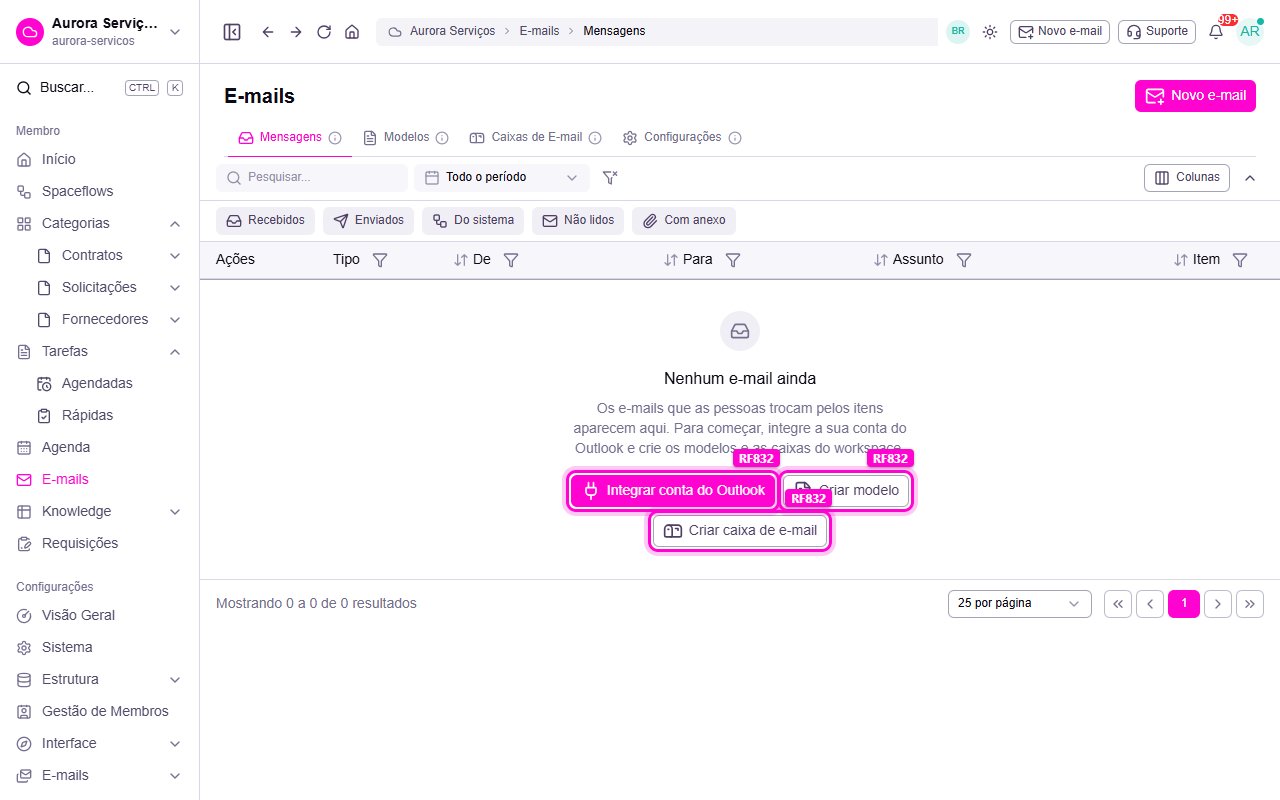 Aurora Serviç...
aurora-servicos
Aurora Serviços
E-mails
Mensagens
BR
Novo e-mail
Suporte
99+
AR
Buscar...
CTRL
K
Membro
Início
Spaceflows
Categorias
Contratos
Solicitações
Fornecedores
Tarefas
Agendadas
Rápidas
Agenda
E-mails
Knowledge
Requisições
Configurações
Visão Geral
Sistema
Estrutura
Gestão de Membros
Interface
E-mails
E-mails
Novo e-mail
Mensagens
Modelos
Caixas de E-mail
Configurações
Pesquisar...
Todo o período
Colunas
Recebidos
Enviados
Do sistema
Não lidos
Com anexo
Ações
Tipo
De
Para
Assunto
Item
Nenhum e-mail ainda
Os e-mails que as pessoas trocam pelos itens
aparecem aqui. Para começar, integre a sua conta do
Outlook e crie os modelos e as caixas do workspace.
RF832
RF832
Integrar conta do Outlook
Criar modelo
RF832
Criar caixa de e-mail
Mostrando 0 a 0 de 0 resultados
25 por página
1